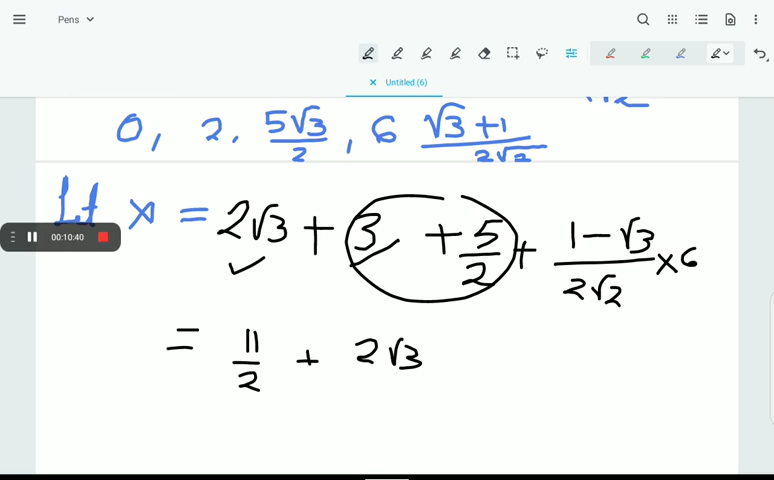 Pens
Untitled (6)
0, 2, 5√3/2, 6 √3+1/2√2
Let x = 2√3 + 3 + 5/2 + 1-√3/2√2 × 6
00:10:40
= 11/2 + 2√3